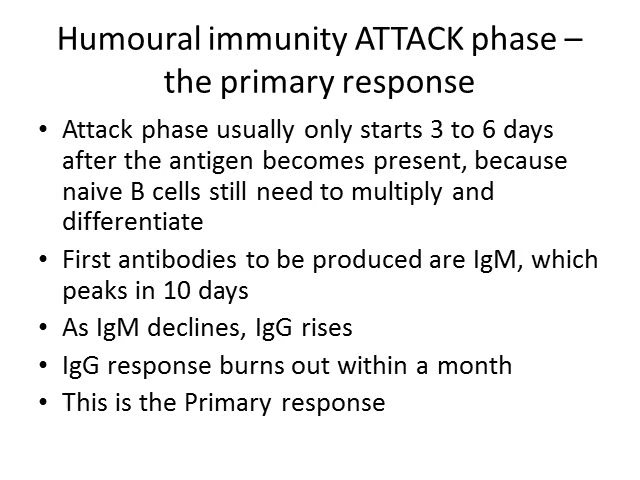 Humoural immunity ATTACK phase –
the primary response
• Attack phase usually only starts 3 to 6 days
after the antigen becomes present, because
naive B cells still need to multiply and
differentiate
• First antibodies to be produced are IgM, which
peaks in 10 days
• As IgM declines, IgG rises
• IgG response burns out within a month
• This is the Primary response